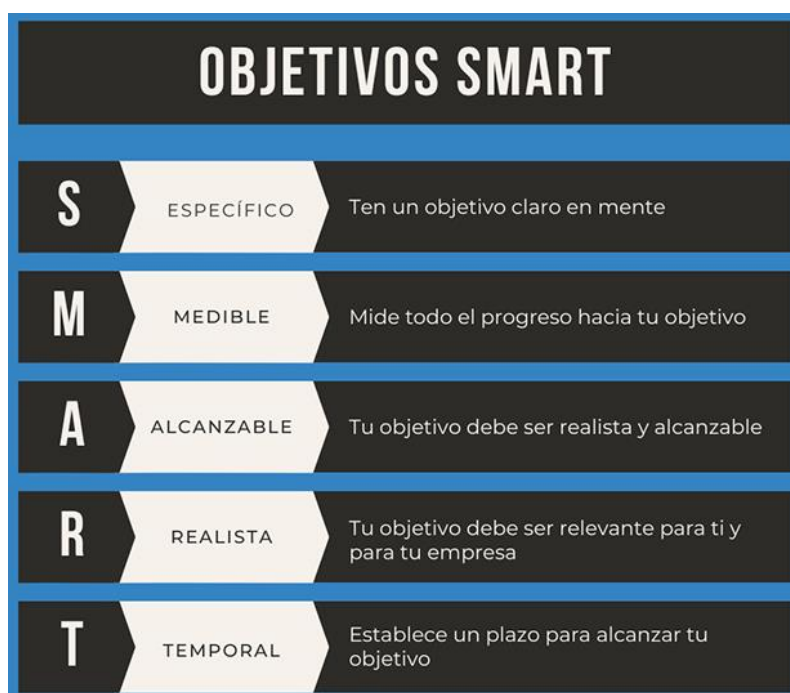 OBJETIVOS SMART
S
ESPECÍFICO
Ten un objetivo claro en mente
M
MEDIBLE
Mide todo el progreso hacia tu objetivo
A
ALCANZABLE
Tu objetivo debe ser realista y alcanzable
R
REALISTA
Tu objetivo debe ser relevante para ti y
para tu empresa
T
TEMPORAL
Establece un plazo para alcanzar tu
objetivo